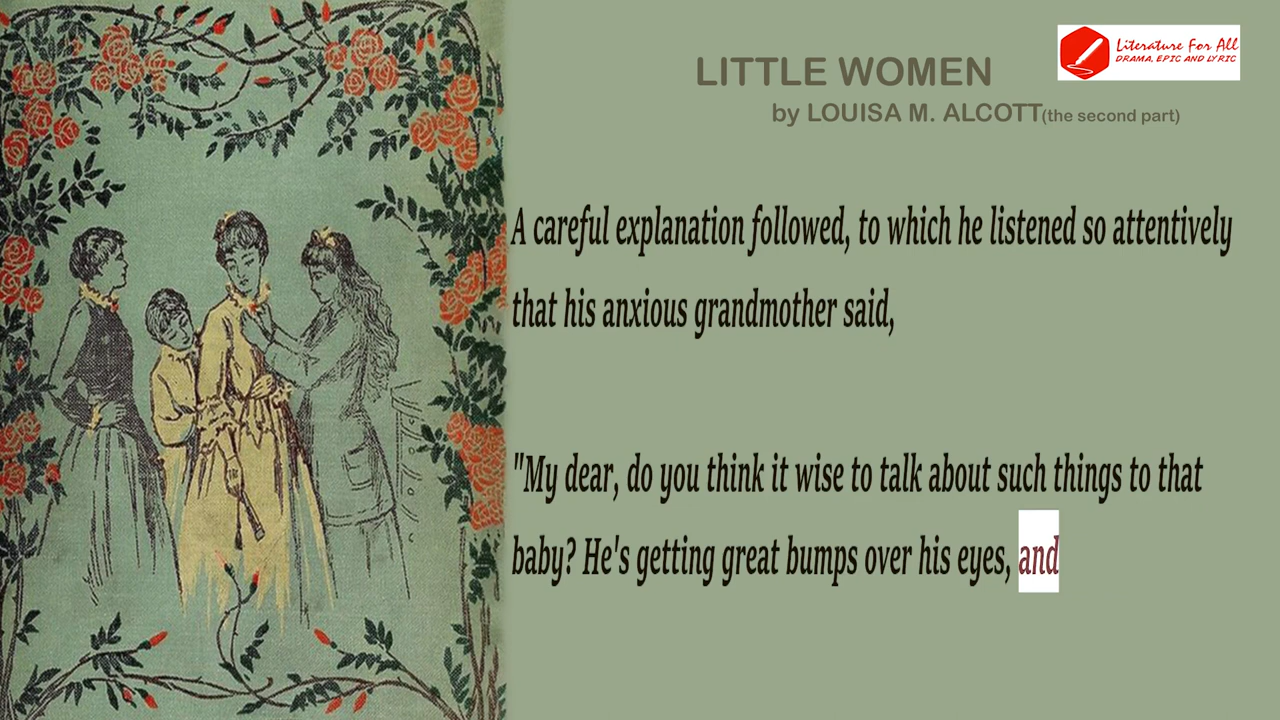 LITTLE WOMEN
by LOUISA M. ALCOTT(the second part)
Literature For All
DRAMA, EPIC AND LYRIC
A careful explanation followed, to which he listened so attentively
that his anxious grandmother said,
"My dear, do you think it wise to talk about such things to that
baby? He's getting great bumps over his eyes, and